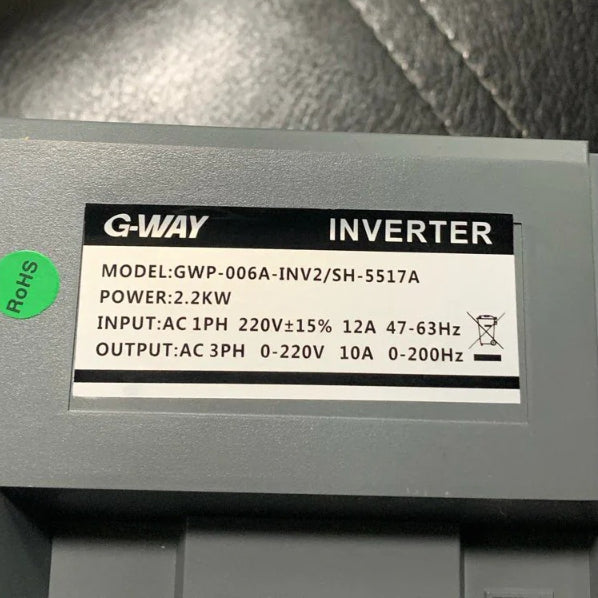 G-WAY INVERTER
MODEL:GWP-006A-INV2/SH-5517A
POWER:2.2KW
INPUT:AC 1PH 220V±15% 12A 47-63Hz
OUTPUT:AC 3PH 0-220V 10A 0-200Hz
RoHS